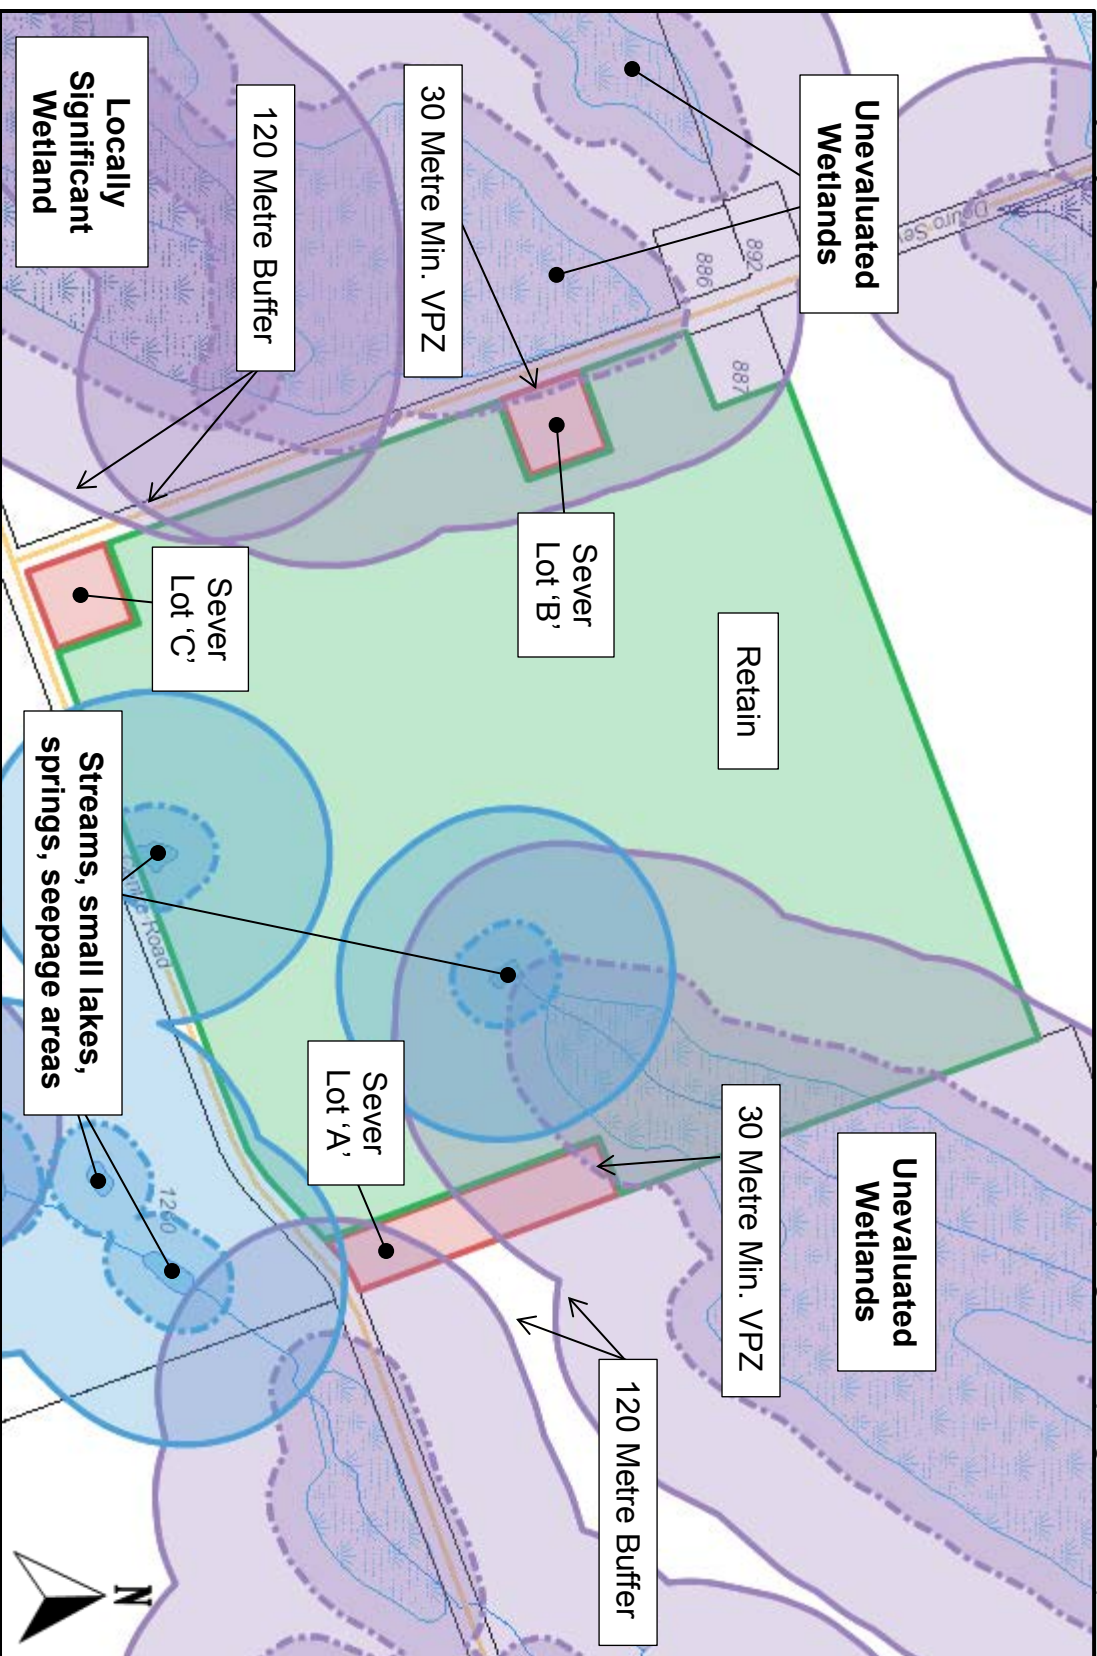 Unevaluated
Wetlands
30 Metre Min. VPZ
120 Metre Buffer
Locally
Significant
Wetland
892
886
887
Sever
Lot ‘B’
Sever
Lot ‘C’
Retain
Streams, small lakes,
springs, seepage areas
Road
Sever
Lot ‘A’
1260
30 Metre Min. VPZ
Unevaluated
Wetlands
120 Metre Buffer
N